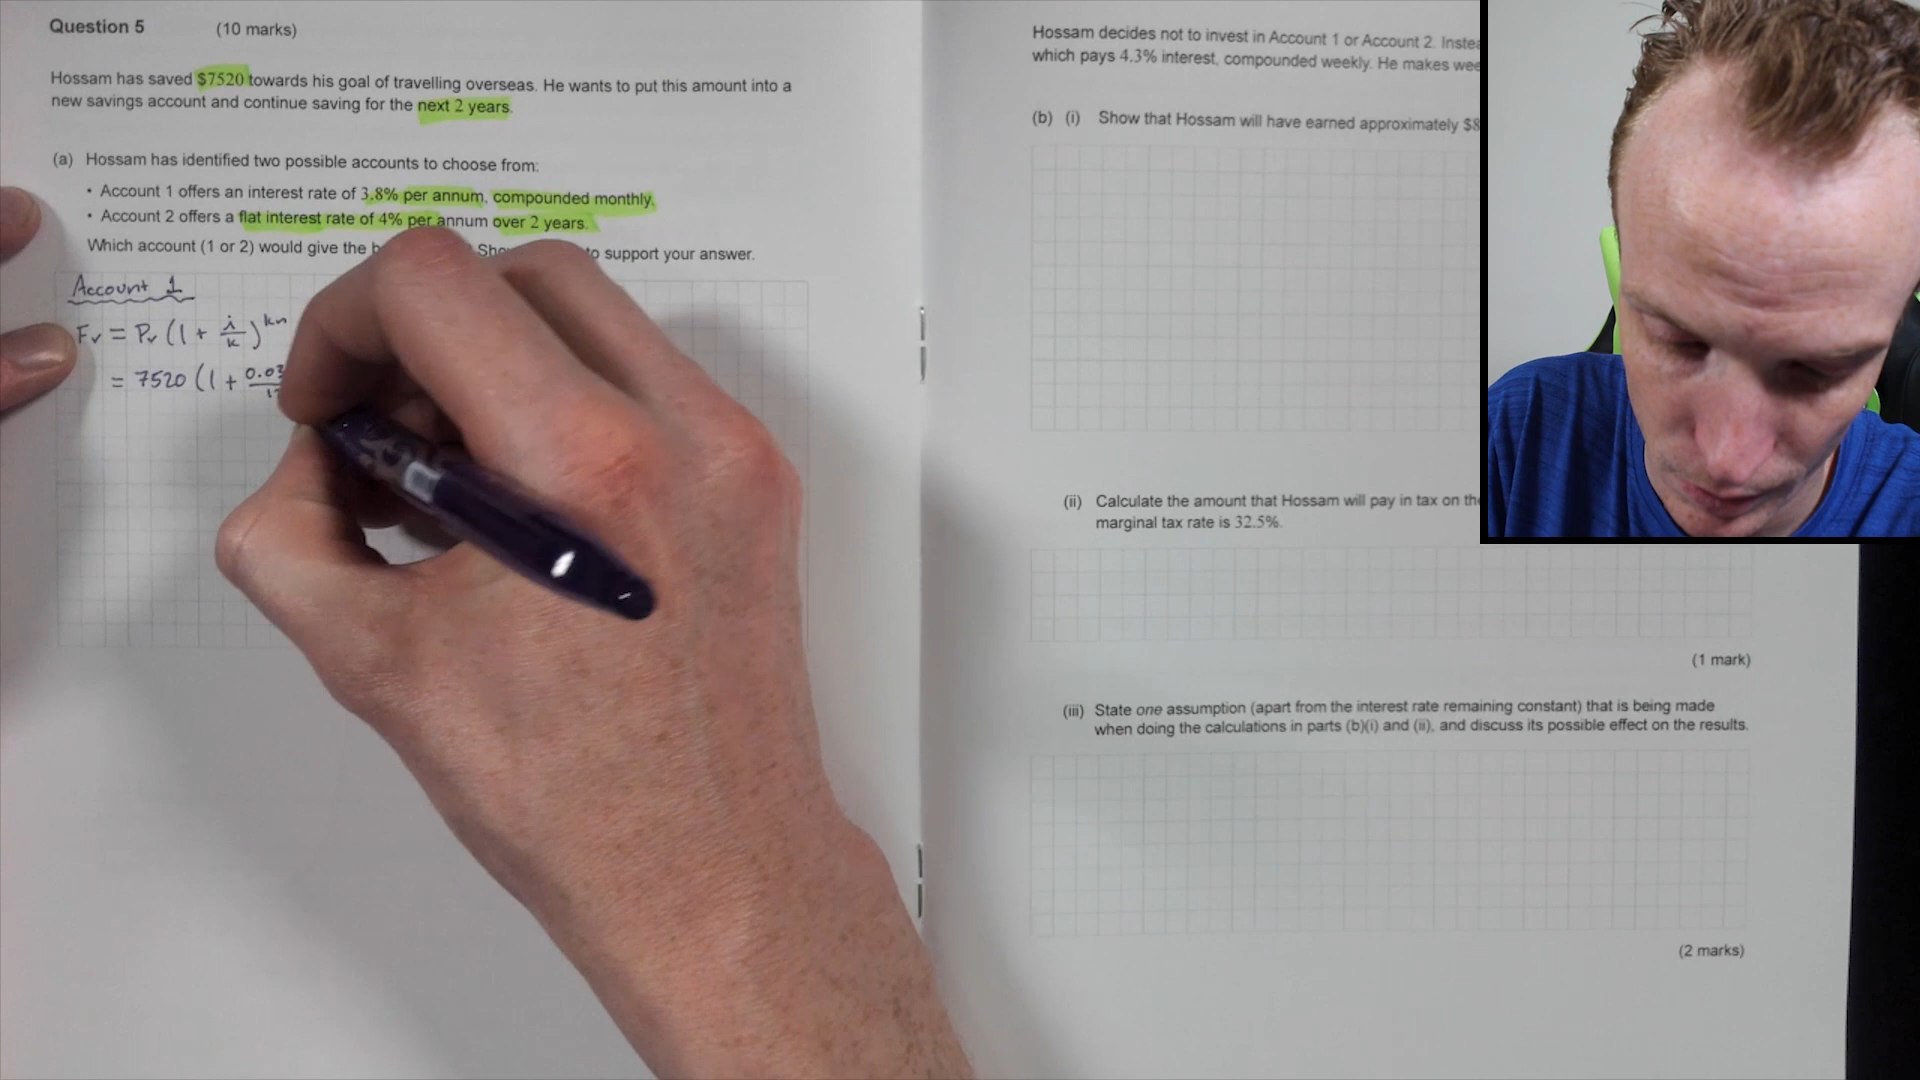 Question 5 (10 marks)
Hossam has saved $7520 towards his goal of travelling overseas. He wants to put this amount into a
new savings account and continue saving for the next 2 years.
(a) Hossam has identified two possible accounts to choose from:
• Account 1 offers an interest rate of 3.8% per annum, compounded monthly.
• Account 2 offers a flat interest rate of 4% per annum over 2 years.
Which account (1 or 2) would give the to support your answer.
Account 1
Fv = Pv (1 + i/k)^kn
= 7520 (1 +
Hossam decides not to invest in Account 1 or Account 2.
which pays 4.3% interest, compounded weekly. He makes
(b) (i) Show that Hossam will have earned approximately
(ii) Calculate the amount that Hossam will pay in tax on
marginal tax rate is 32.5%.
(1 mark)
(iii) State one assumption (apart from the interest rate remaining constant) that is being made
when doing the calculations in parts (b)(i) and (ii), and discuss its possible effect on the results.
(2 marks)